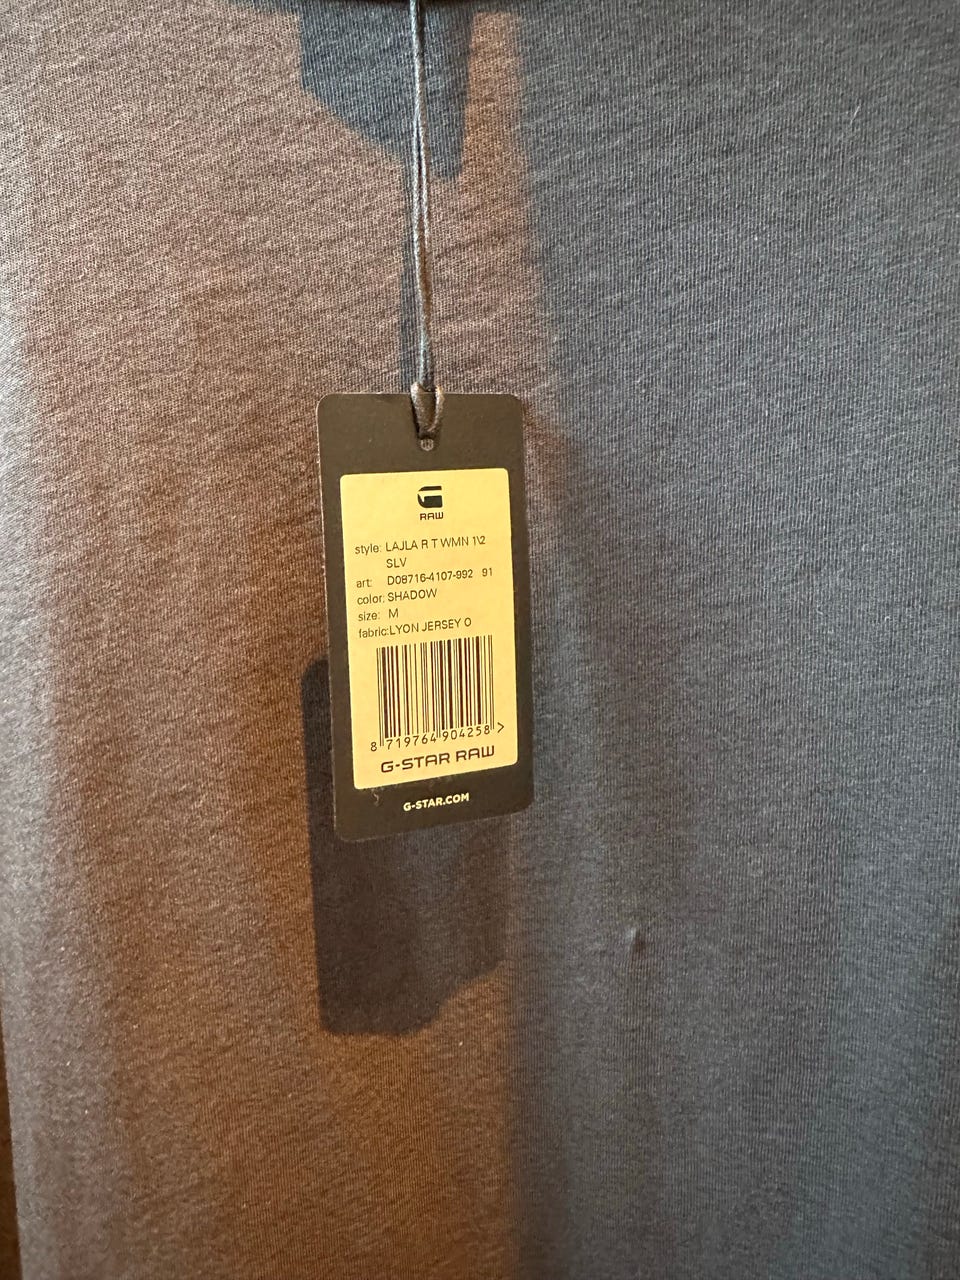 RAW
style: LAJLA R T WMN 1\2
SLV
art: D08716-4107-992 91
color: SHADOW
size: M
fabric:LYON JERSEY O
8 719764 904258 >
G-STAR RAW
G-STAR.COM